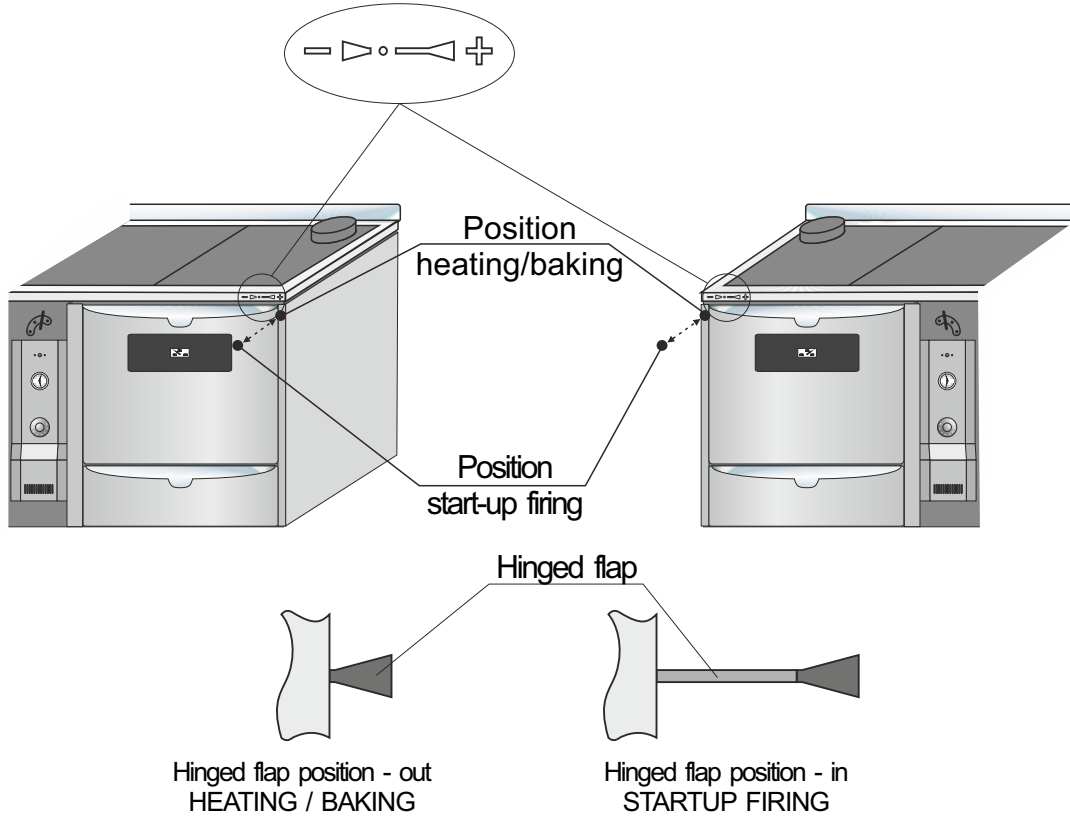 Position
heating/baking
Position
start-up firing
Hinged flap
Hinged flap position - out
HEATING / BAKING
Hinged flap position - in
STARTUP FIRING